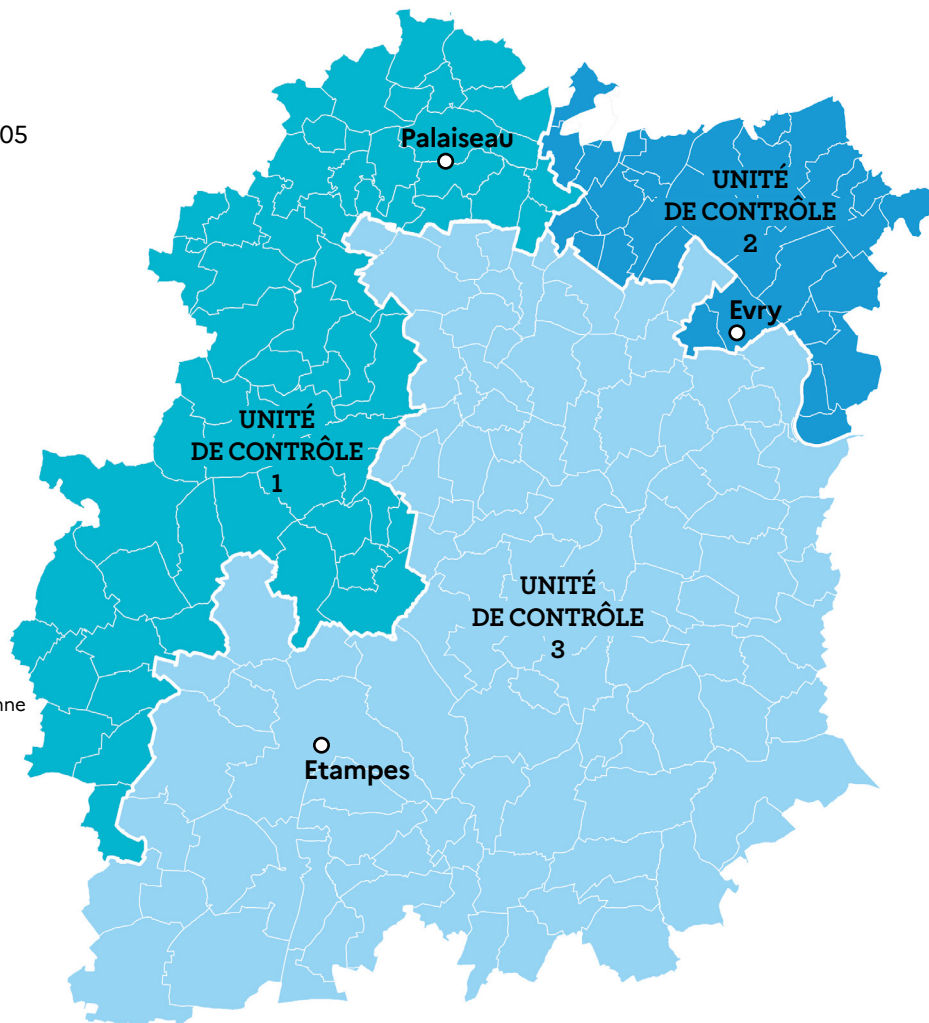 05
Palaiseau
UNITÉ
DE CONTRÔLE
2
Evry
UNITÉ
DE CONTRÔLE
1
UNITÉ
DE CONTRÔLE
3
nne
Etampes